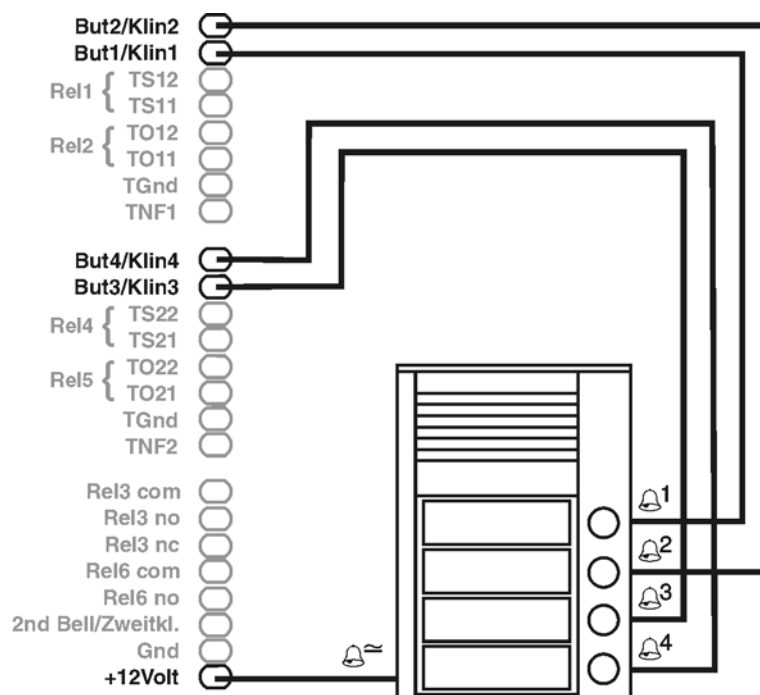 But2/Klin2
But1/Klin1
Rel1 { TS12
TS11
Rel2 { TO12
TO11
TGnd
TNF1
But4/Klin4
But3/Klin3
Rel4 { TS22
TS21
Rel5 { TO22
TO21
TGnd
TNF2
Rel3 com
Rel3 no
Rel3 nc
Rel6 com
Rel6 no
2nd Bell/Zweitkl.
Gnd
+12Volt
≃
1
2
3
4